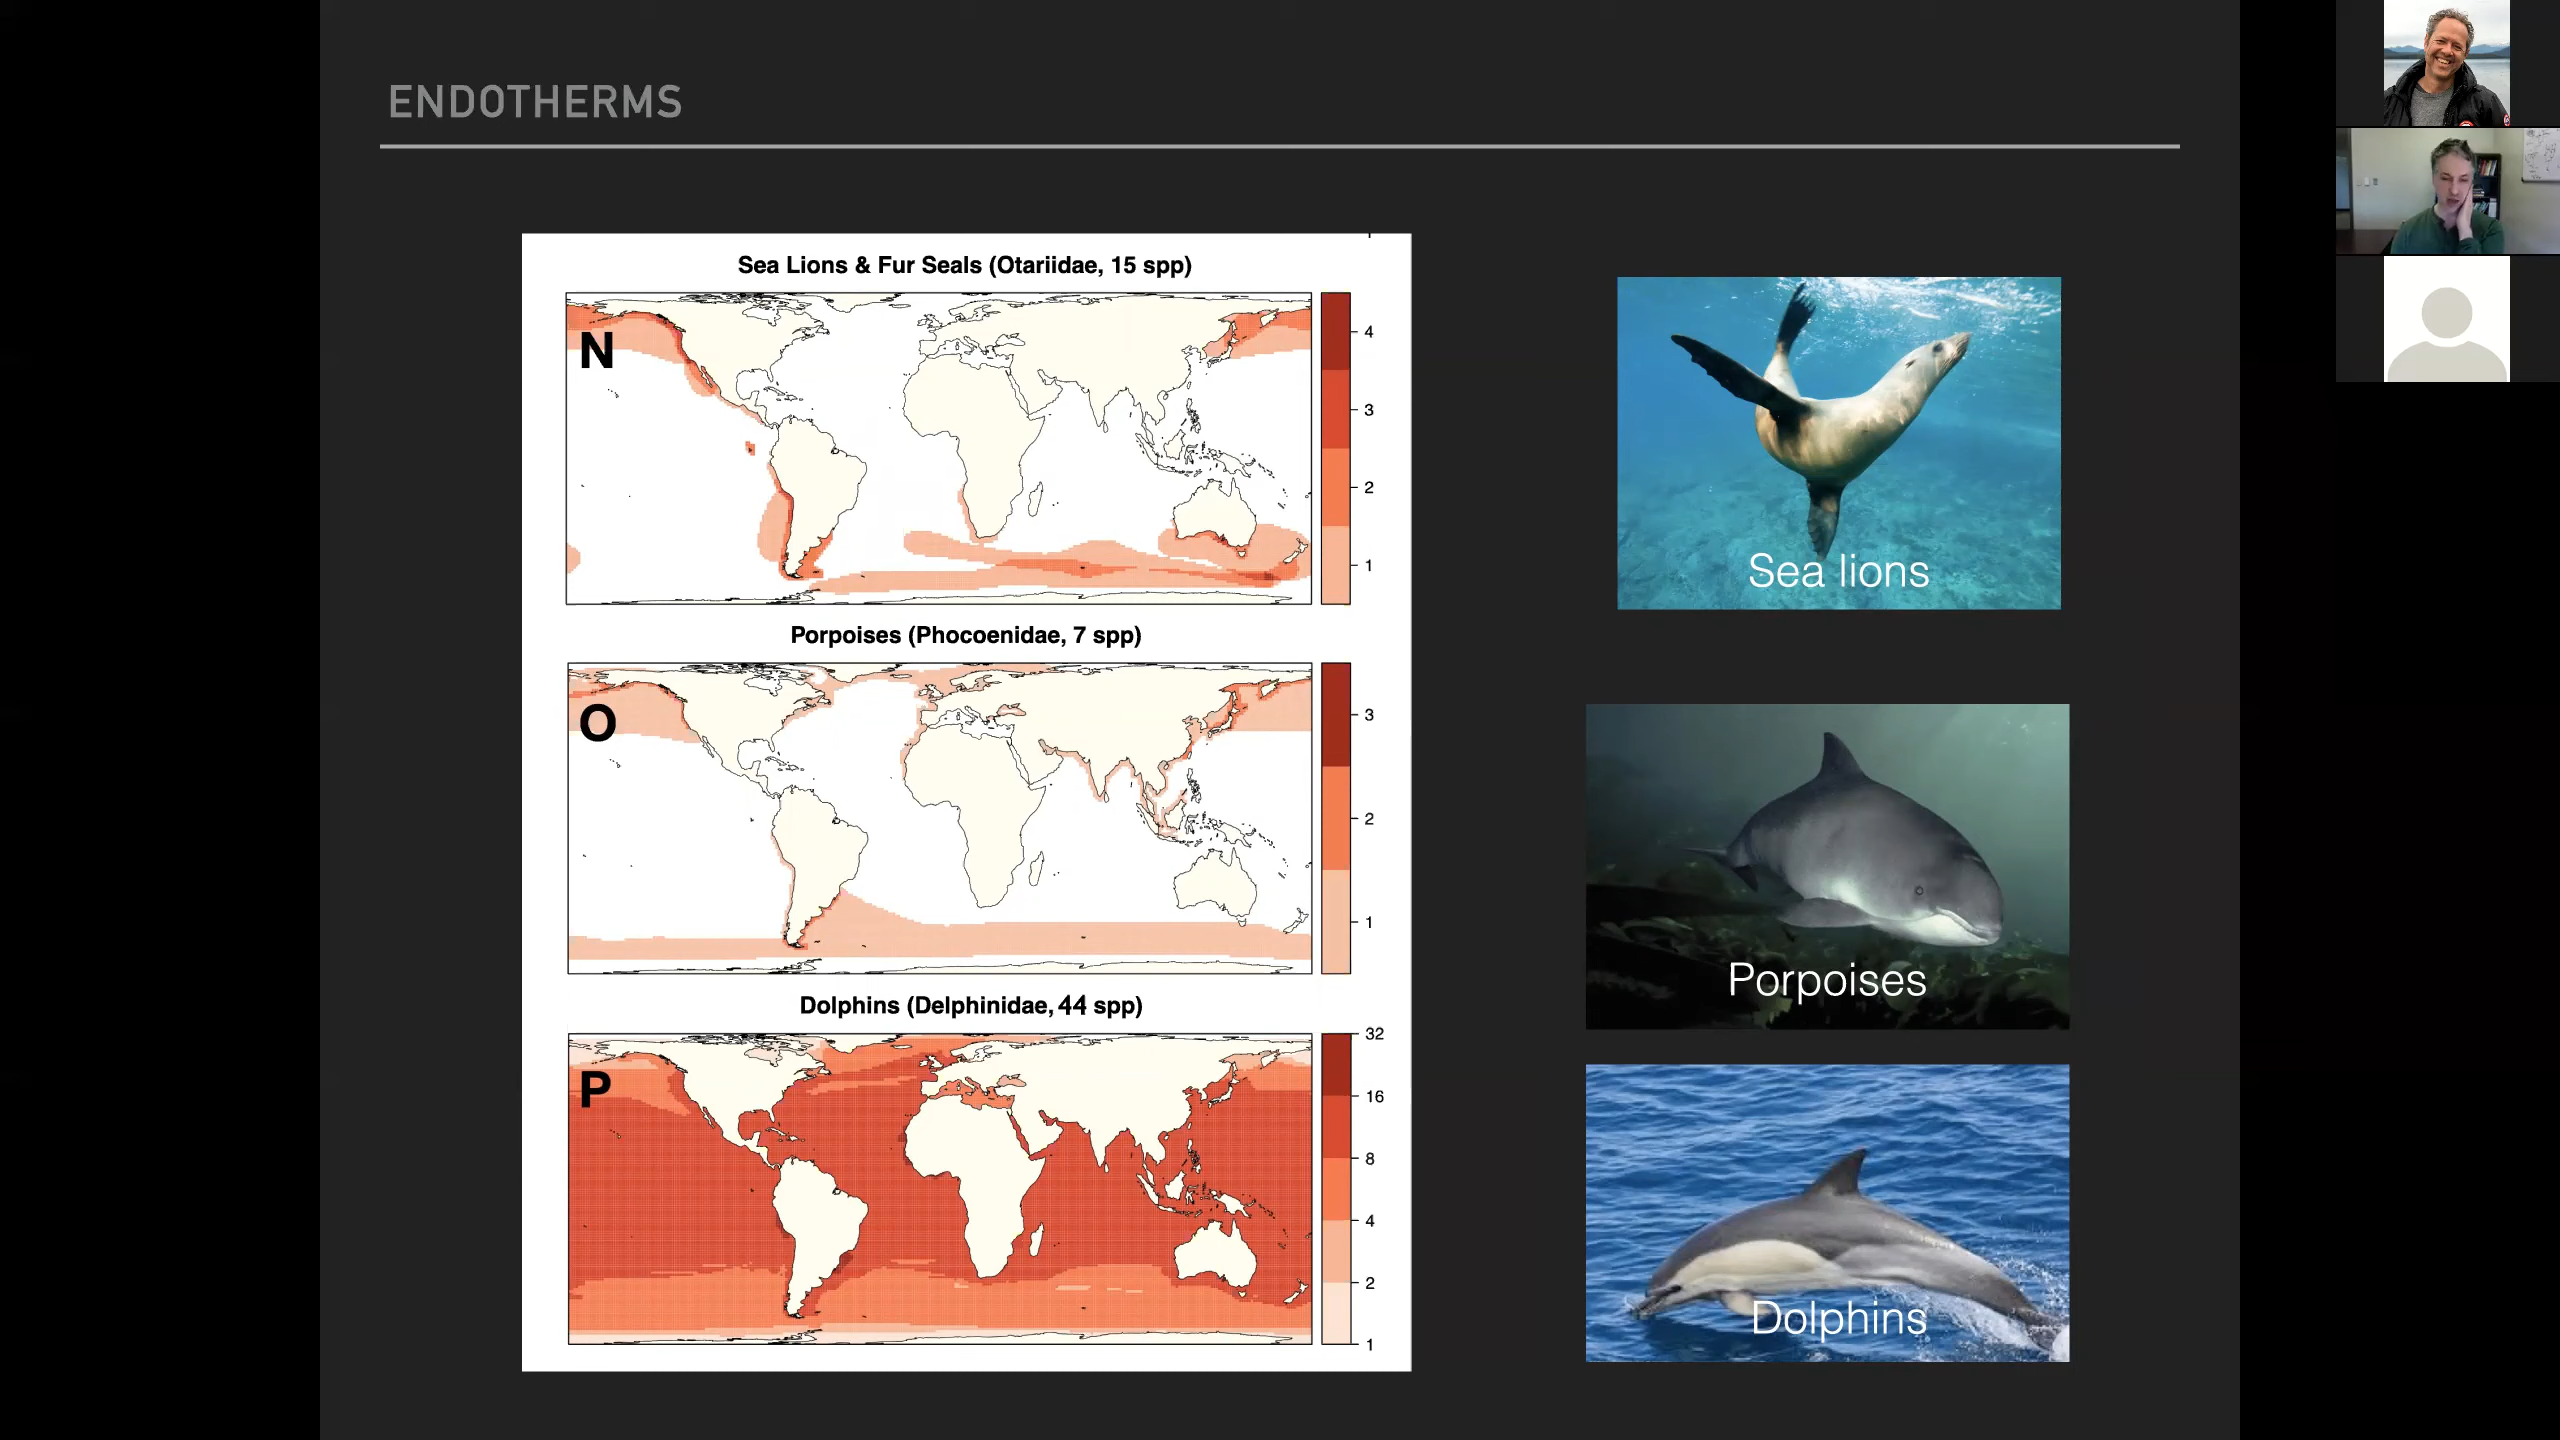 ENDOTHERMS
Sea Lions & Fur Seals (Otariidae, 15 spp)
N
4
3
2
1
Sea lions
Porpoises (Phocoenidae, 7 spp)
O
3
2
1
Porpoises
Dolphins (Delphinidae, 44 spp)
P
32
16
8
4
2
1
Dolphins